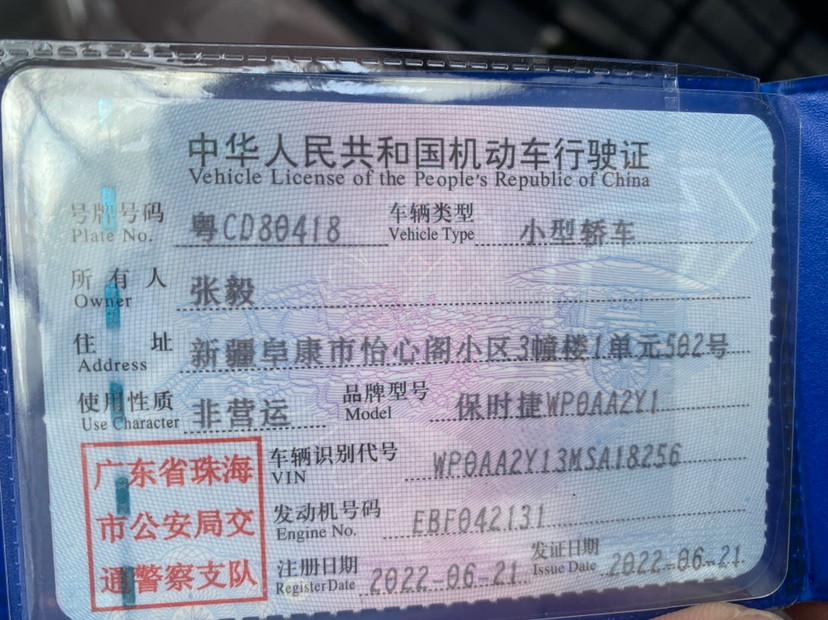 中华人民共和国机动车行驶证
Vehicle License of the People's Republic of China
号牌号码 粤CD80418 车辆类型 小型轿车
Plate No. Vehicle Type
所有人 张毅
Owner
住址 新疆阜康市怡心阁小区3幢楼1单元502号
Address
使用性质 非营运 品牌型号 保时捷WP0AA2Y1
Use Character Model
广东省珠海
市公安局交
通警察支队
车辆识别代号 WP0AA2Y13MSA18256
VIN
发动机号码 EBF042131
Engine No.
注册日期 2022-06-21 发证日期 2022-06-21
Register Date Issue Date